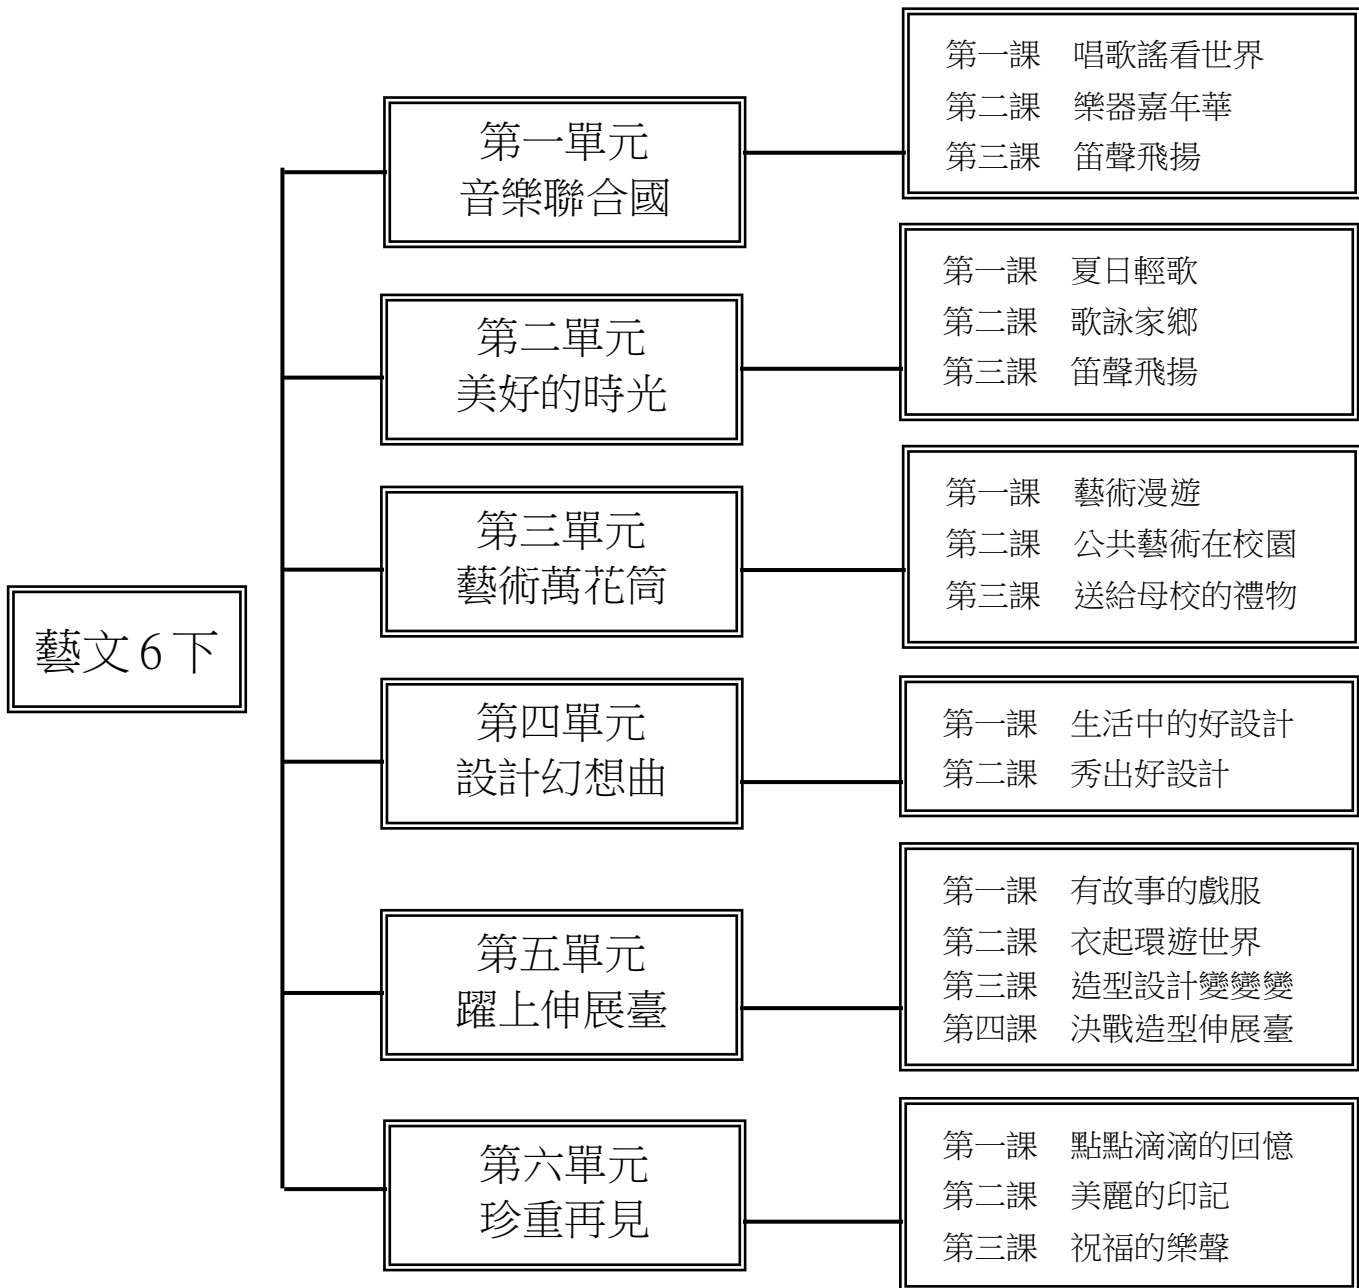 藝文6下
第一單元
音樂聯合國
第一課　唱歌謠看世界
第二課　樂器嘉年華
第三課　笛聲飛揚
第二單元
美好的時光
第一課　夏日輕歌
第二課　歌詠家鄉
第三課　笛聲飛揚
第三單元
藝術萬花筒
第一課　藝術漫遊
第二課　公共藝術在校園
第三課　送給母校的禮物
第四單元
設計幻想曲
第一課　生活中的好設計
第二課　秀出好設計
第五單元
躍上伸展臺
第一課　有故事的戲服
第二課　衣起環遊世界
第三課　造型設計變變變
第四課　決戰造型伸展臺
第六單元
珍重再見
第一課　點點滴滴的回憶
第二課　美麗的印記
第三課　祝福的樂聲